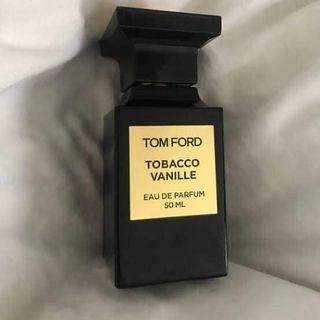 TOM FORD
TOBACCO
VANILLE
EAU DE PARFUM
50 ML